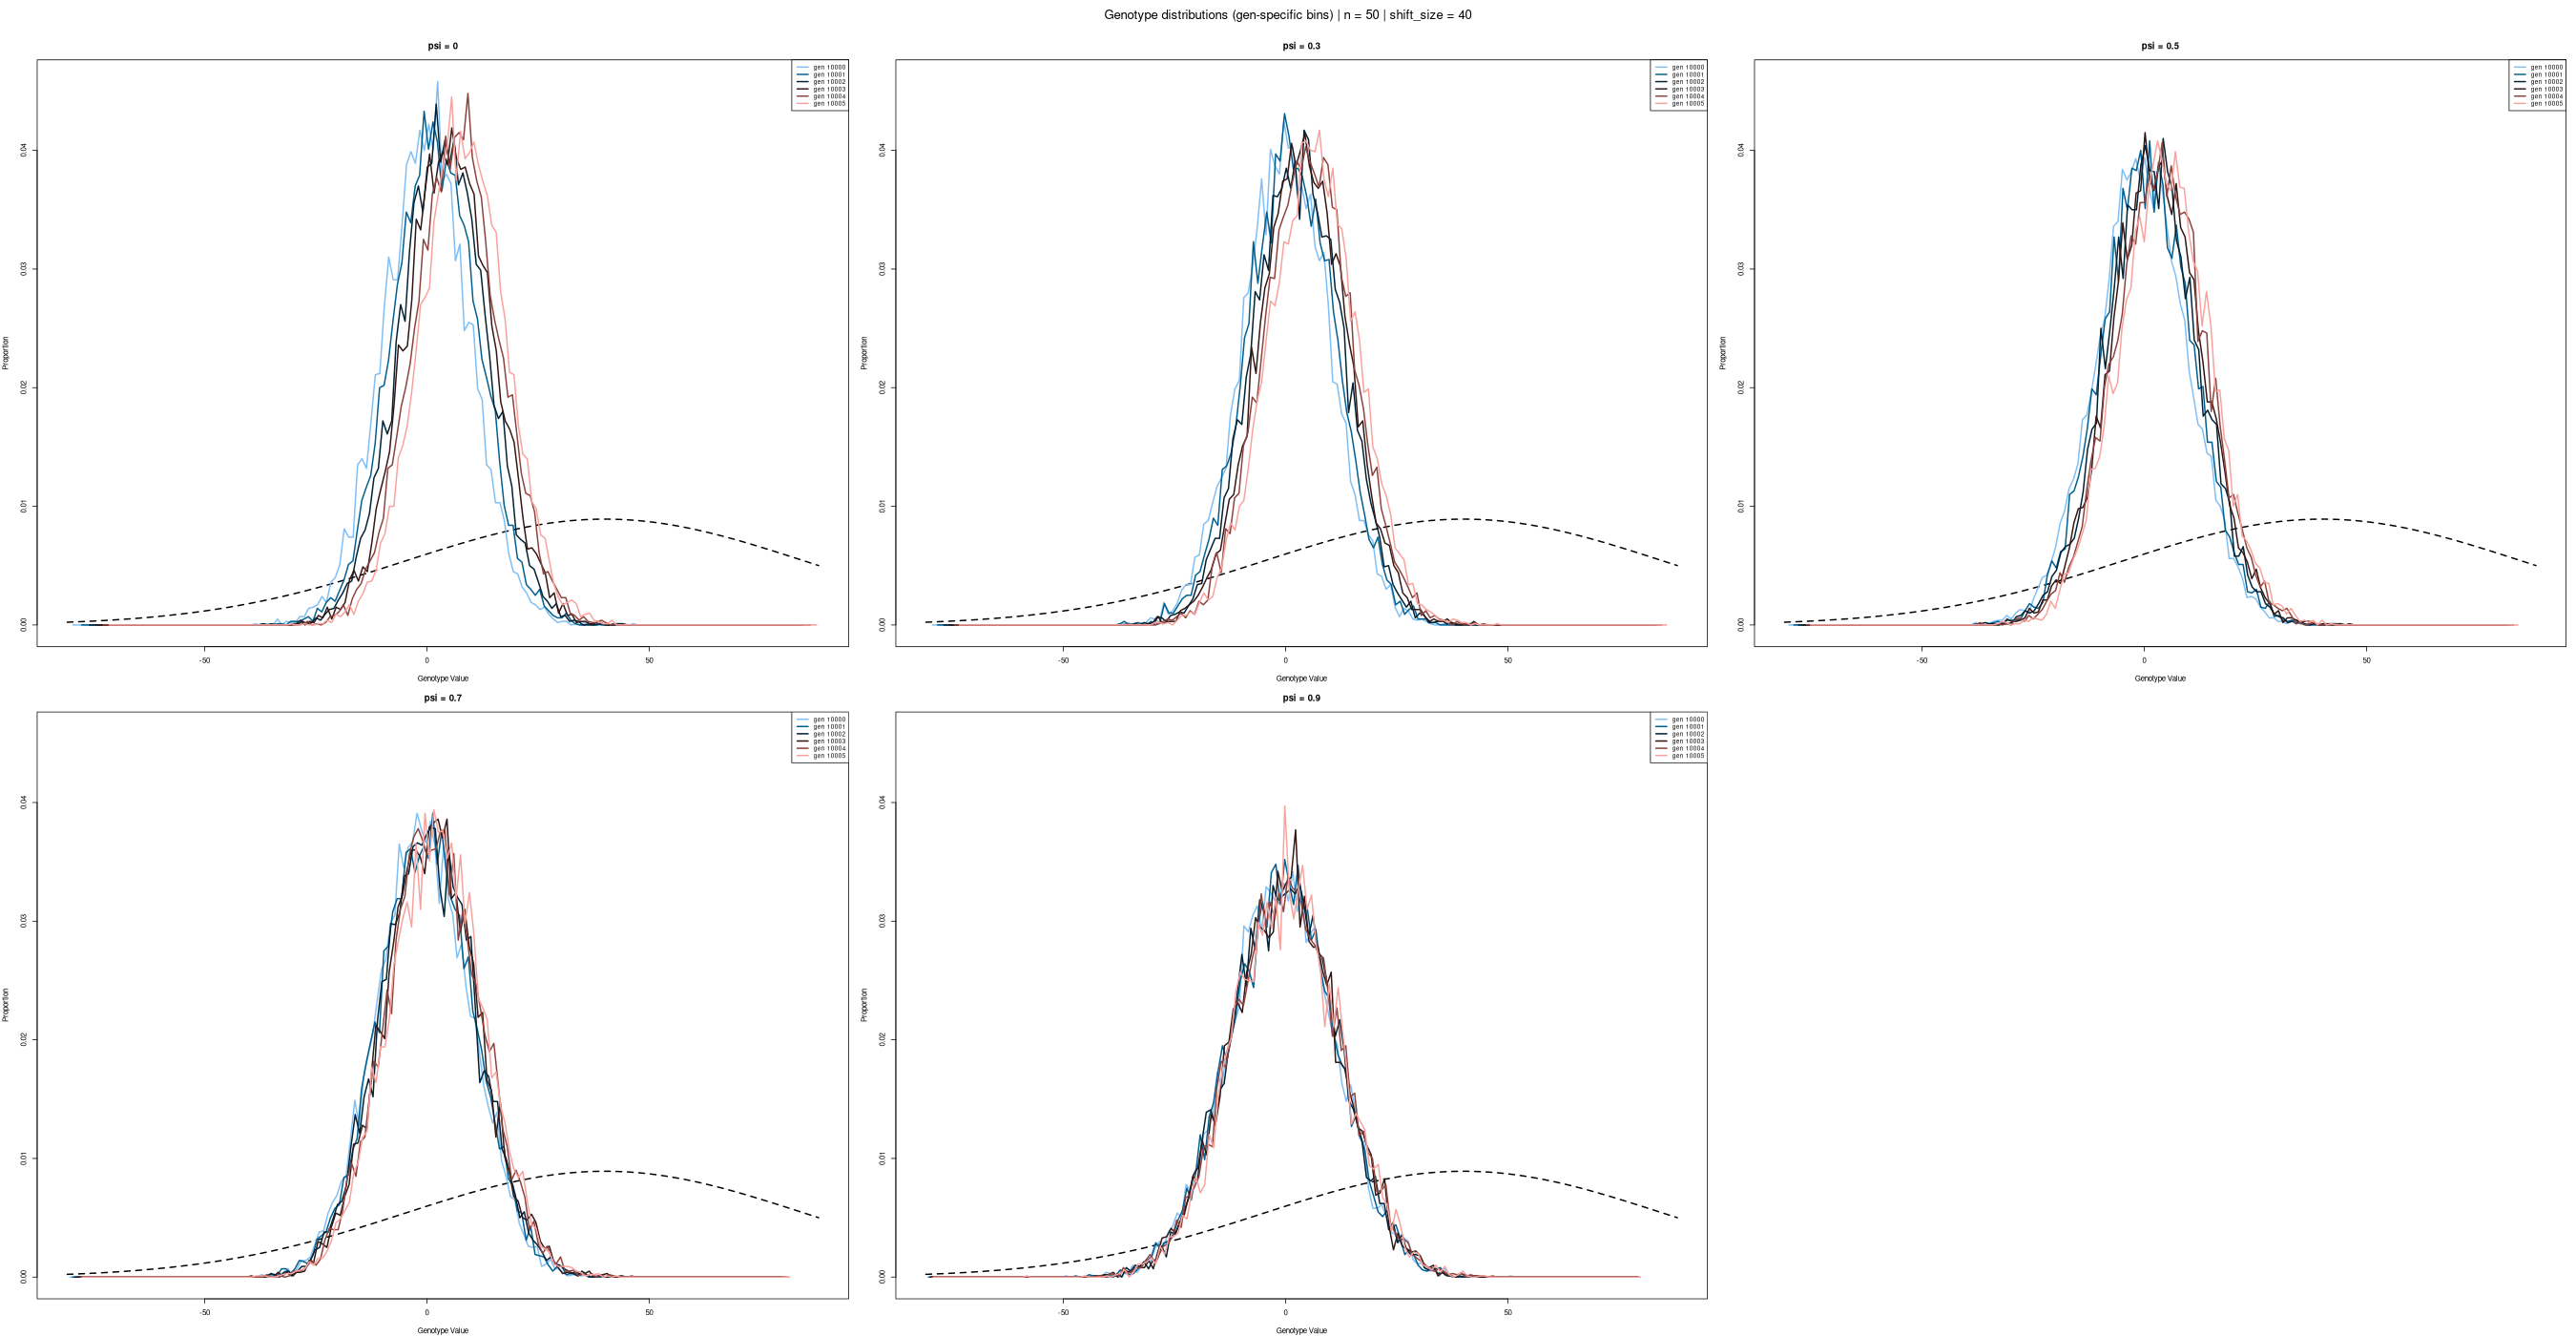 Genotype distributions (gen-specific bins) | n = 50 | shift_size = 40
psi = 0
gen 10000
gen 10001
gen 10002
gen 10003
gen 10004
gen 10005
Proportion
0.04
0.03
0.02
0.01
0.00
-50
0
50
Genotype Value
psi = 0.3
gen 10000
gen 10001
gen 10002
gen 10003
gen 10004
gen 10005
Proportion
0.04
0.03
0.02
0.01
0.00
-50
0
50
Genotype Value
psi = 0.5
gen 10000
gen 10001
gen 10002
gen 10003
gen 10004
gen 10005
Proportion
0.04
0.03
0.02
0.01
0.00
-50
0
50
Genotype Value
psi = 0.7
gen 10000
gen 10001
gen 10002
gen 10003
gen 10004
gen 10005
Proportion
0.04
0.03
0.02
0.01
0.00
-50
0
50
Genotype Value
psi = 0.9
gen 10000
gen 10001
gen 10002
gen 10003
gen 10004
gen 10005
Proportion
0.04
0.03
0.02
0.01
0.00
-50
0
50
Genotype Value